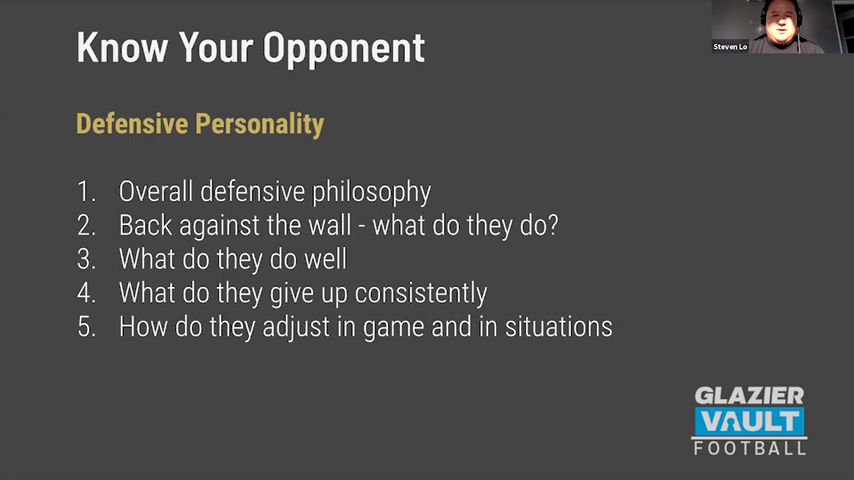 Know Your Opponent
Steven Lo
Defensive Personality
1. Overall defensive philosophy
2. Back against the wall - what do they do?
3. What do they do well
4. What do they give up consistently
5. How do they adjust in game and in situations
GLAZIER
VAULT
FOOTBALL